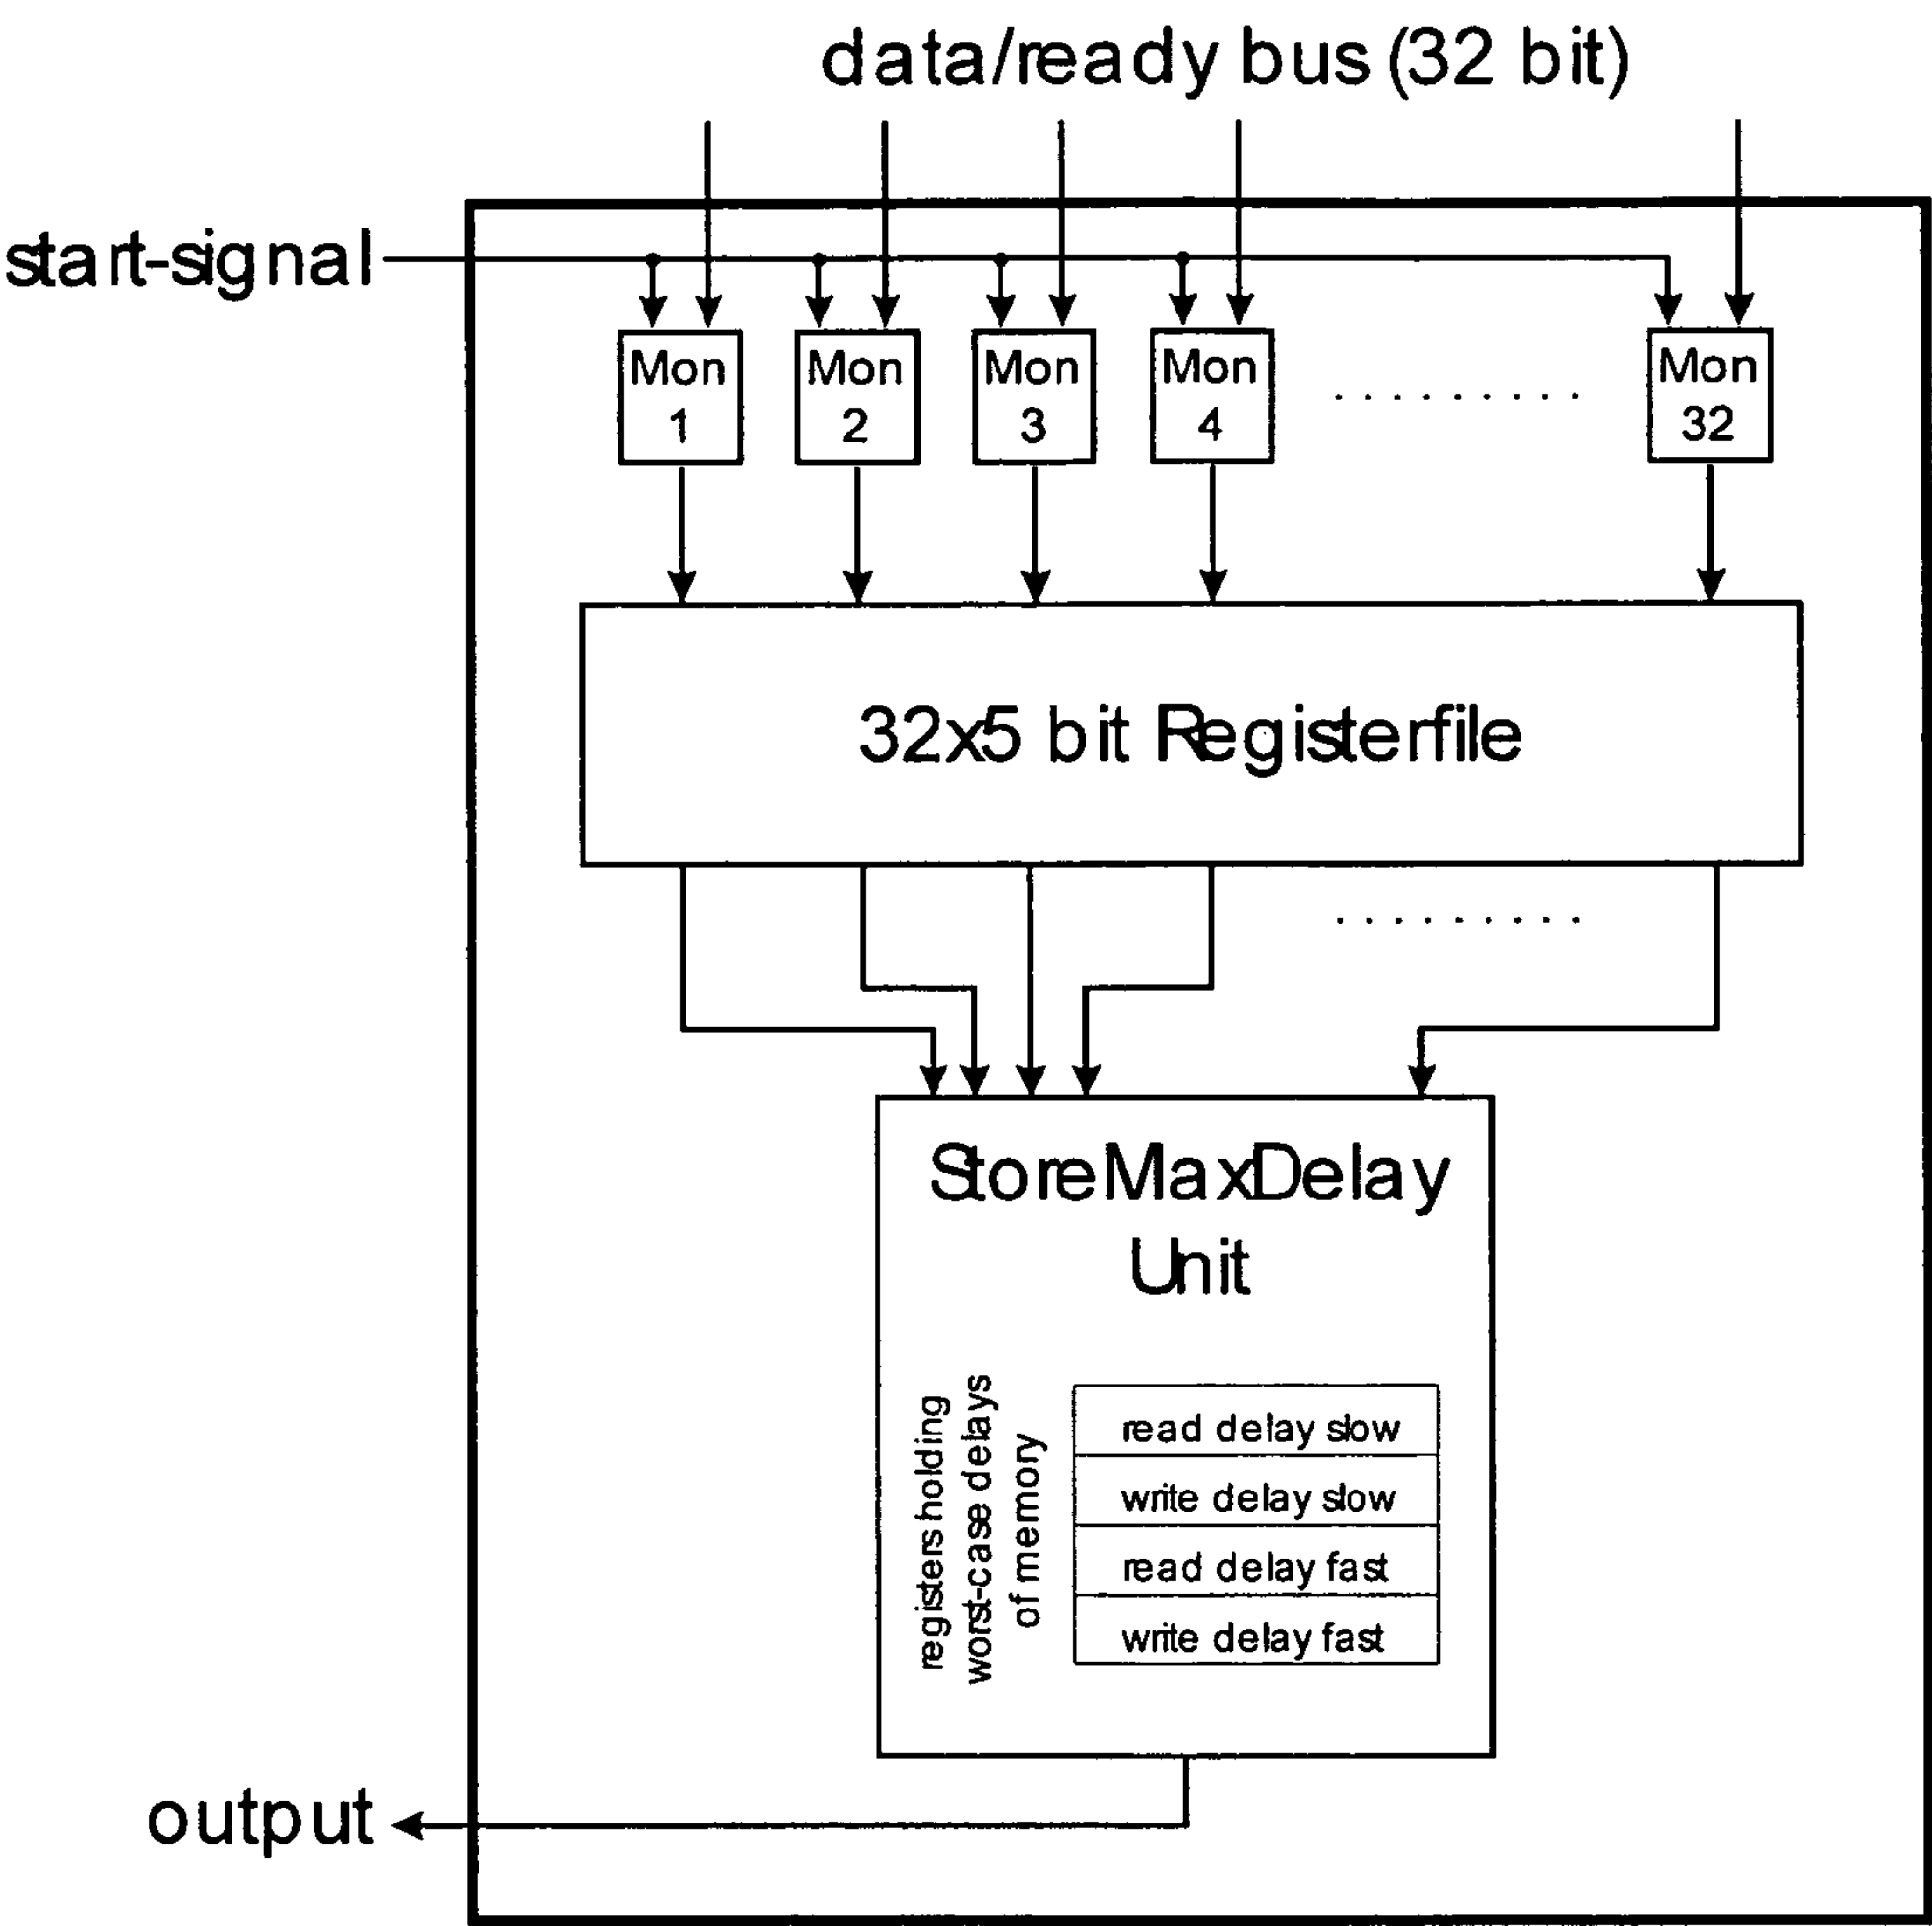 data/ready bus (32 bit)
start-signal
Mon
1
Mon
2
Mon
3
Mon
4
. . . . . . . . .
Mon
32
32x5 bit Registerfile
. . . . . . . . .
StoreMaxDelay
Unit
registers holding
worst-case delays
of memory
read delay slow
write delay slow
read delay fast
write delay fast
output